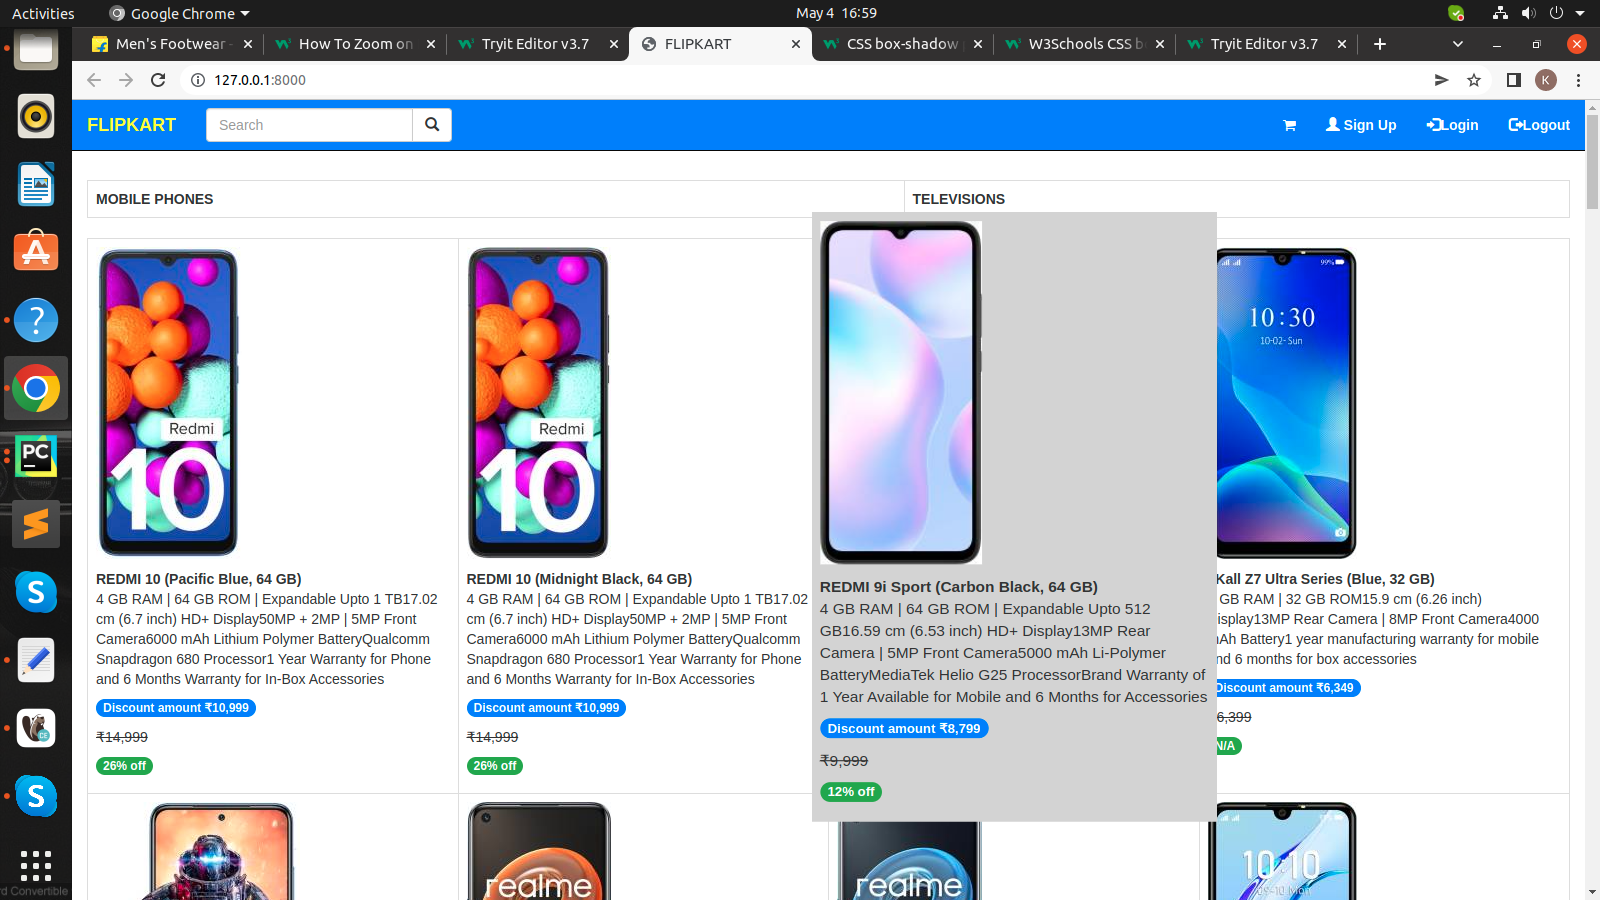 Activities
Google Chrome
May 4 16:59
Men's Footwear -
How To Zoom on
Tryit Editor v3.7
FLIPKART
CSS box-shadow
W3Schools CSS b
Tryit Editor v3.7
127.0.0.1:8000
K
FLIPKART
Search
Sign Up
Login
Logout
MOBILE PHONES
TELEVISIONS
Redmi
10
REDMI 10 (Pacific Blue, 64 GB)
4 GB RAM | 64 GB ROM | Expandable Upto 1 TB17.02
cm (6.7 inch) HD+ Display50MP + 2MP | 5MP Front
Camera6000 mAh Lithium Polymer BatteryQualcomm
Snapdragon 680 Processor1 Year Warranty for Phone
and 6 Months Warranty for In-Box Accessories
Discount amount ₹10,999
₹14,999
26% off
Redmi
10
REDMI 10 (Midnight Black, 64 GB)
4 GB RAM | 64 GB ROM | Expandable Upto 1 TB17.02
cm (6.7 inch) HD+ Display50MP + 2MP | 5MP Front
Camera6000 mAh Lithium Polymer BatteryQualcomm
Snapdragon 680 Processor1 Year Warranty for Phone
and 6 Months Warranty for In-Box Accessories
Discount amount ₹10,999
₹14,999
26% off
REDMI 9i Sport (Carbon Black, 64 GB)
4 GB RAM | 64 GB ROM | Expandable Upto 512
GB16.59 cm (6.53 inch) HD+ Display13MP Rear
Camera | 5MP Front Camera5000 mAh Li-Polymer
BatteryMediaTek Helio G25 ProcessorBrand Warranty of
1 Year Available for Mobile and 6 Months for Accessories
Discount amount ₹8,799
₹9,999
12% off
99%
10:30
10-02- Sun
Kall Z7 Ultra Series (Blue, 32 GB)
GB RAM | 32 GB ROM15.9 cm (6.26 inch)
isplay13MP Rear Camera | 8MP Front Camera4000
mAh Battery1 year manufacturing warranty for mobile
nd 6 months for box accessories
Discount amount ₹6,349
6,399
N/A
realme
realme
10:10
09-10 Mon
PC
CE
rd Convertible